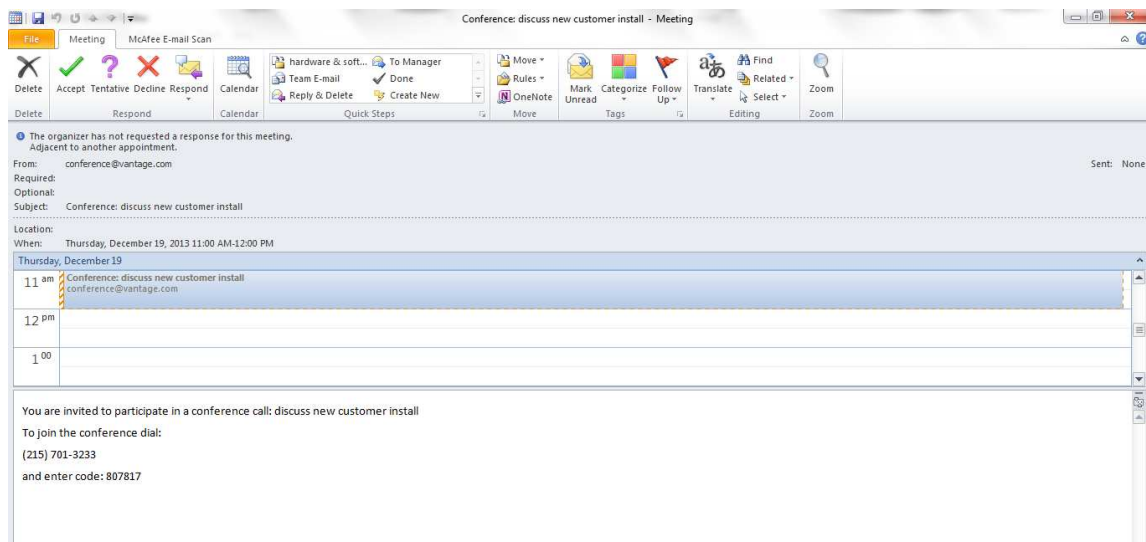 Conference: discuss new customer install - Meeting
File Meeting McAfee E-mail Scan
Delete Accept Tentative Decline Respond Calendar
hardware & soft... To Manager
Team E-mail Done
Reply & Delete Create New
Move
Rules
OneNote
Mark Unread Categorize Follow Up
Translate
Find
Related
Select
Zoom
Delete Respond Calendar Quick Steps Move Tags Editing Zoom
The organizer has not requested a response for this meeting.
Adjacent to another appointment.
From: conference@vantage.com Sent: None
Required:
Optional:
Subject: Conference: discuss new customer install
Location:
When: Thursday, December 19, 2013 11:00 AM-12:00 PM
Thursday, December 19
11 am Conference: discuss new customer install
conference@vantage.com
12 pm
1 00
You are invited to participate in a conference call: discuss new customer install
To join the conference dial:
(215) 701-3233
and enter code: 807817